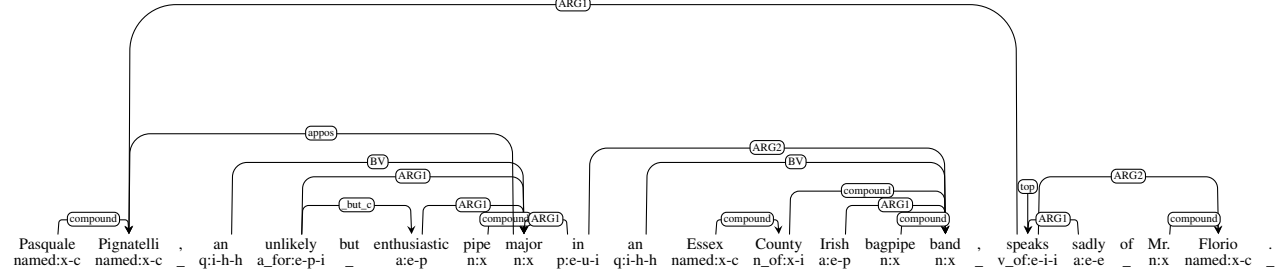 ARG1
appos
ARG2
BV BV
ARG1 ARG2
compound top
compound _but_c ARG1 compound ARG1 compound ARG1 compound ARG1 compound
Pasquale Pignatelli , an unlikely but enthusiastic pipe major in an Essex County Irish bagpipe band , speaks sadly of Mr. Florio .
named:x-c named:x-c _ q:i-h-h a_for:e-p-i _ a:e-p n:x n:x p:e-u-i q:i-h-h named:x-c n_of:x-i a:e-p n:x n:x _ v_of:e-i-i a:e-e _ n:x named:x-c _